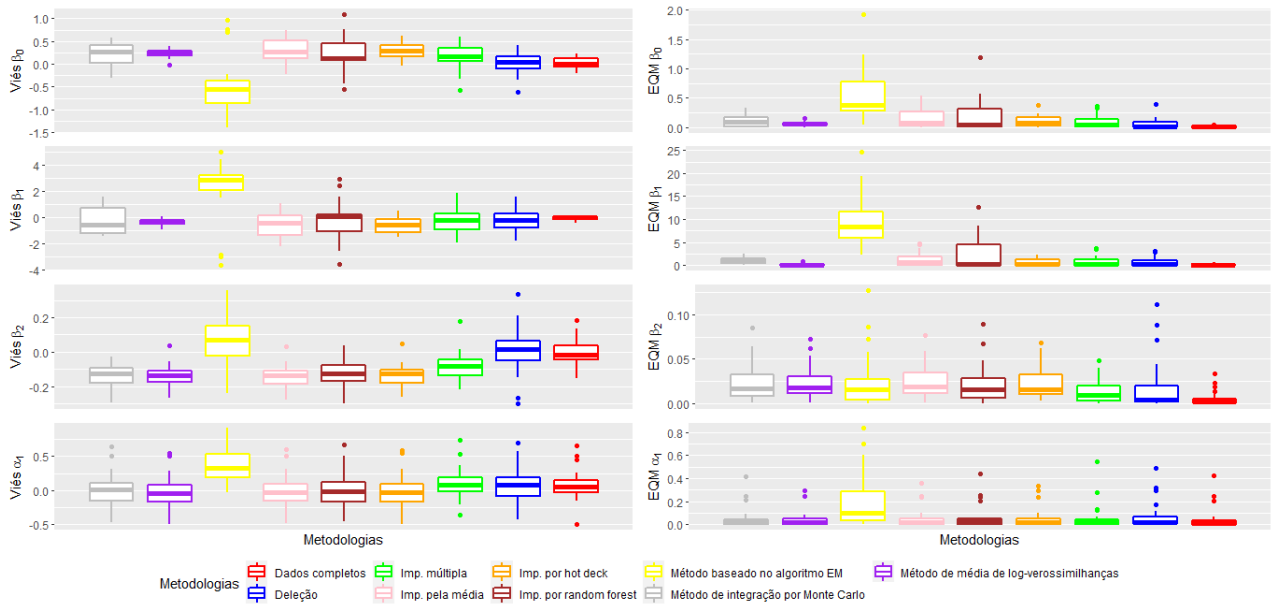 Viés β0
1.0
0.5
0.0
-0.5
-1.0
-1.5
Viés β1
4
2
0
-2
-4
Viés β2
0.2
0.0
-0.2
Viés α1
0.5
0.0
-0.5
Metodologias
EQM β0
2.0
1.5
1.0
0.5
0.0
EQM β1
25
20
15
10
5
0
EQM β2
0.10
0.05
0.00
EQM α1
0.8
0.6
0.4
0.2
0.0
Metodologias
Metodologias
Dados completos
Imp. múltipla
Imp. por hot deck
Método baseado no algoritmo EM
Método de média de log-verossimilhanças
Deleção
Imp. pela média
Imp. por random forest
Método de integração por Monte Carlo